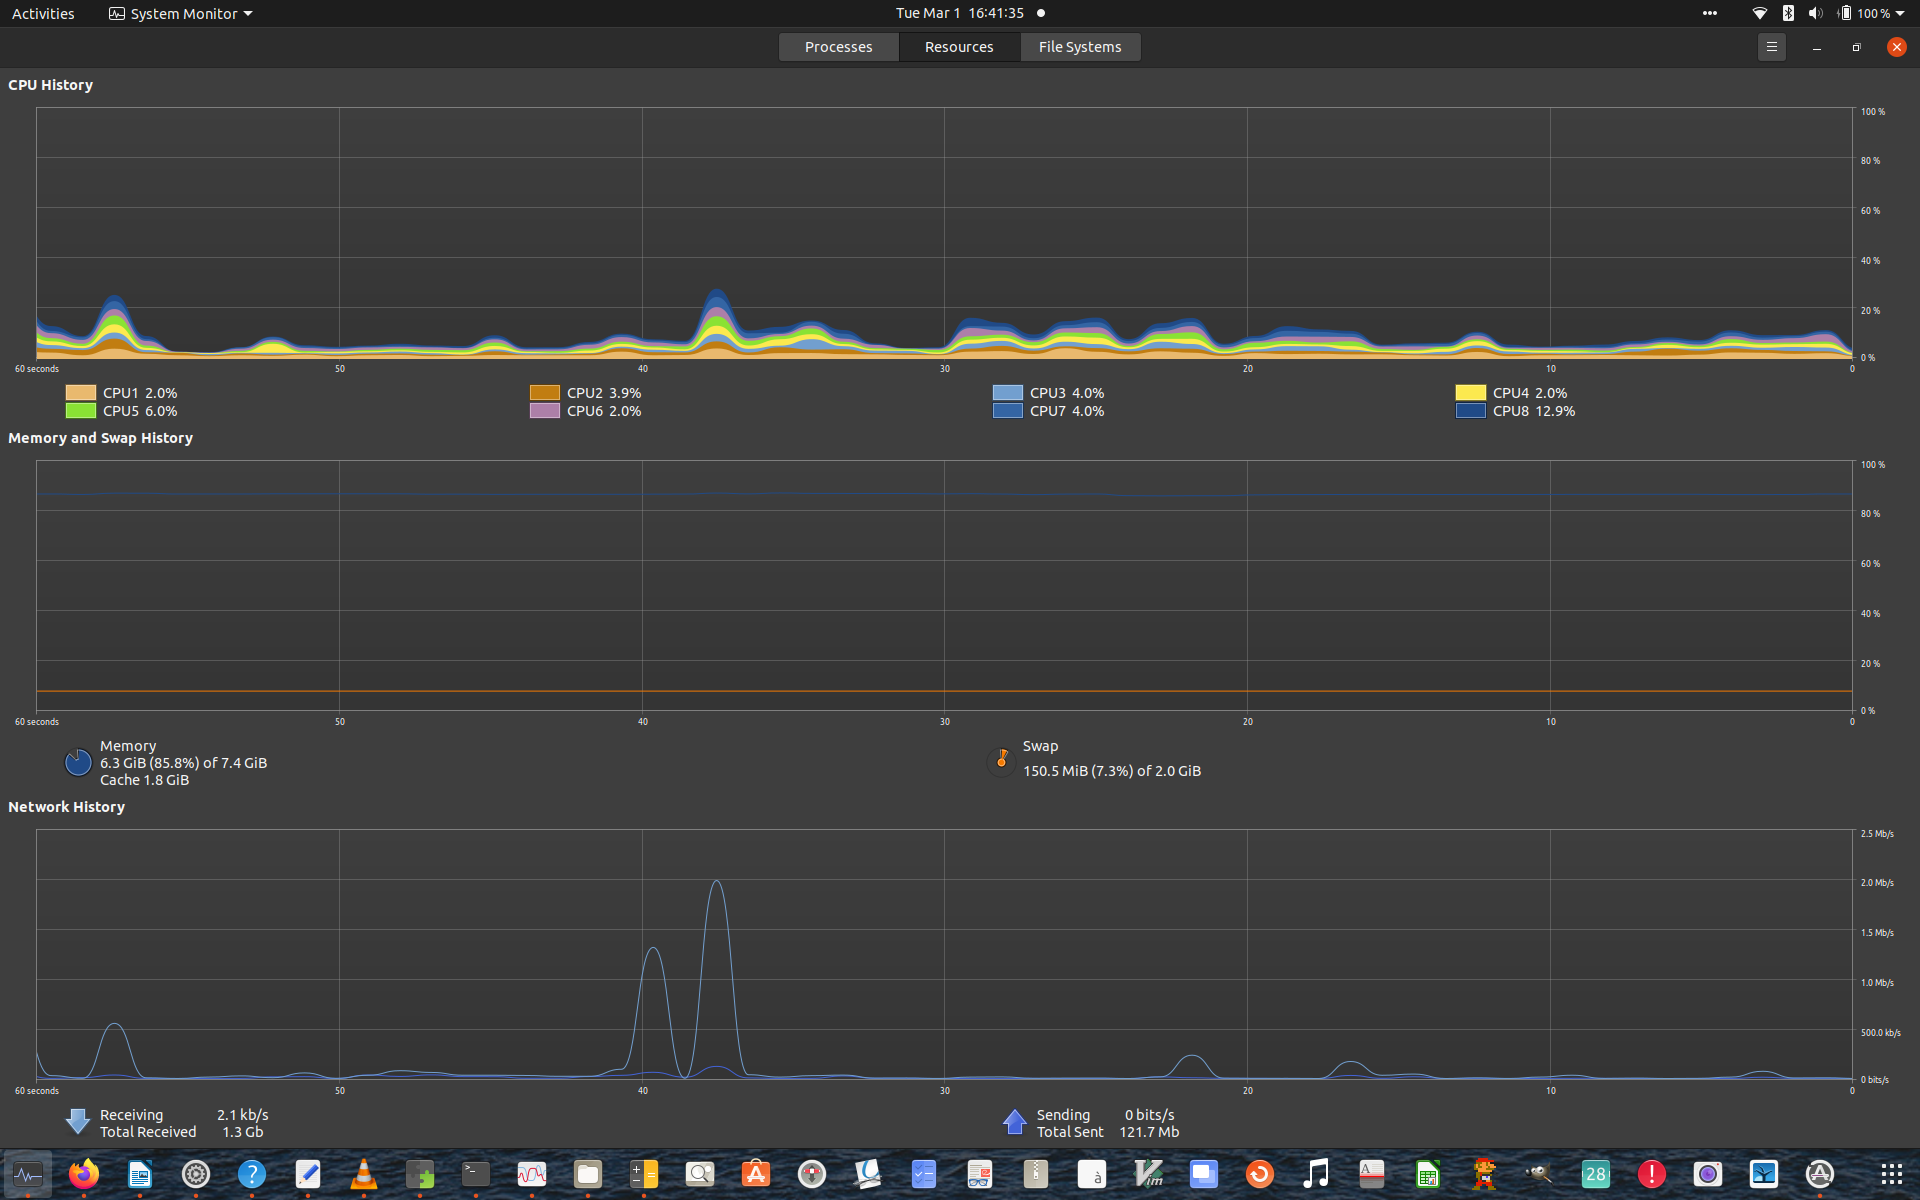 Activities System Monitor Tue Mar 1 16:41:35 100 %
Processes Resources File Systems
CPU History
100 %
80 %
60 %
40 %
20 %
0 %
60 seconds 50 40 30 20 10 0
CPU1 2.0% CPU2 3.9% CPU3 4.0% CPU4 2.0%
CPU5 6.0% CPU6 2.0% CPU7 4.0% CPU8 12.9%
Memory and Swap History
100 %
80 %
60 %
40 %
20 %
0 %
60 seconds 50 40 30 20 10 0
Memory
6.3 GiB (85.8%) of 7.4 GiB
Cache 1.8 GiB
Swap
150.5 MiB (7.3%) of 2.0 GiB
Network History
2.5 Mb/s
2.0 Mb/s
1.5 Mb/s
1.0 Mb/s
500.0 kb/s
0 bits/s
60 seconds 50 40 30 20 10 0
Receiving 2.1 kb/s
Total Received 1.3 Gb
Sending 0 bits/s
Total Sent 121.7 Mb
? >_ à Vim A 28 !